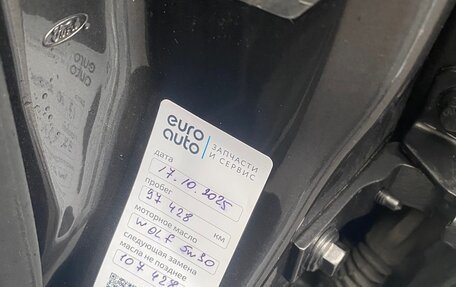 Ford
euro
auto
ЗАПЧАСТИ
И СЕРВИС
дата
17.10.2025
пробег
97 428 км
моторное масло
WOLF 5w30
следующая замена
масла не позднее
107 428